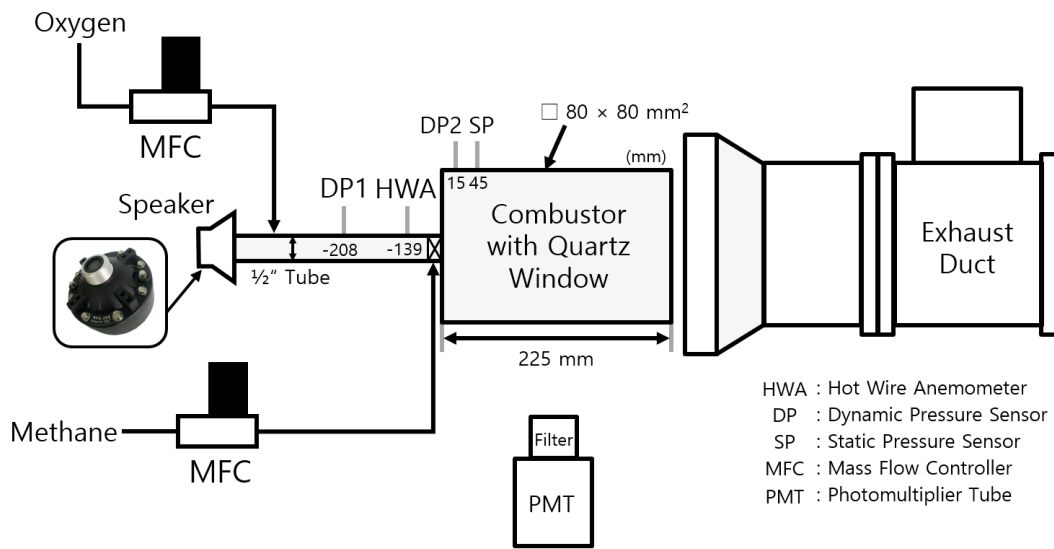 Oxygen
MFC
□ 80 × 80 mm²
DP2 SP
(mm)
15 45
DP1 HWA
Speaker
Combustor
with Quartz
Window
Exhaust
Duct
-208
-139
½“ Tube
225 mm
Methane
MFC
Filter
PMT
HWA : Hot Wire Anemometer
DP : Dynamic Pressure Sensor
SP : Static Pressure Sensor
MFC : Mass Flow Controller
PMT : Photomultiplier Tube